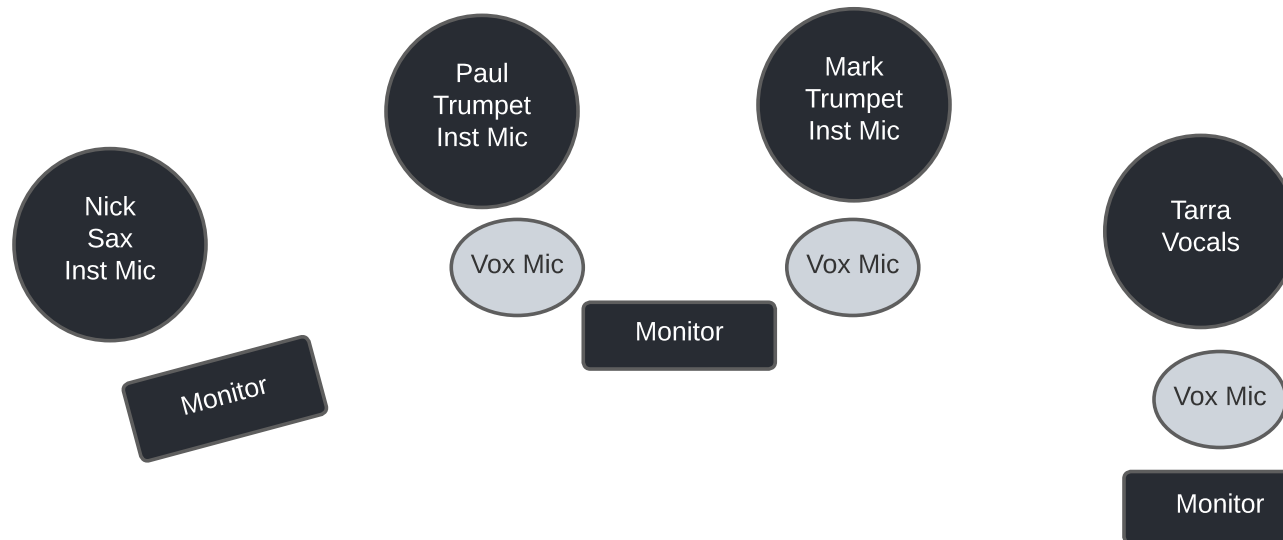 Paul
Trumpet
Inst Mic
Mark
Trumpet
Inst Mic
Nick
Sax
Inst Mic
Tarra
Vocals
Vox Mic
Vox Mic
Monitor
Monitor
Vox Mic
Monitor